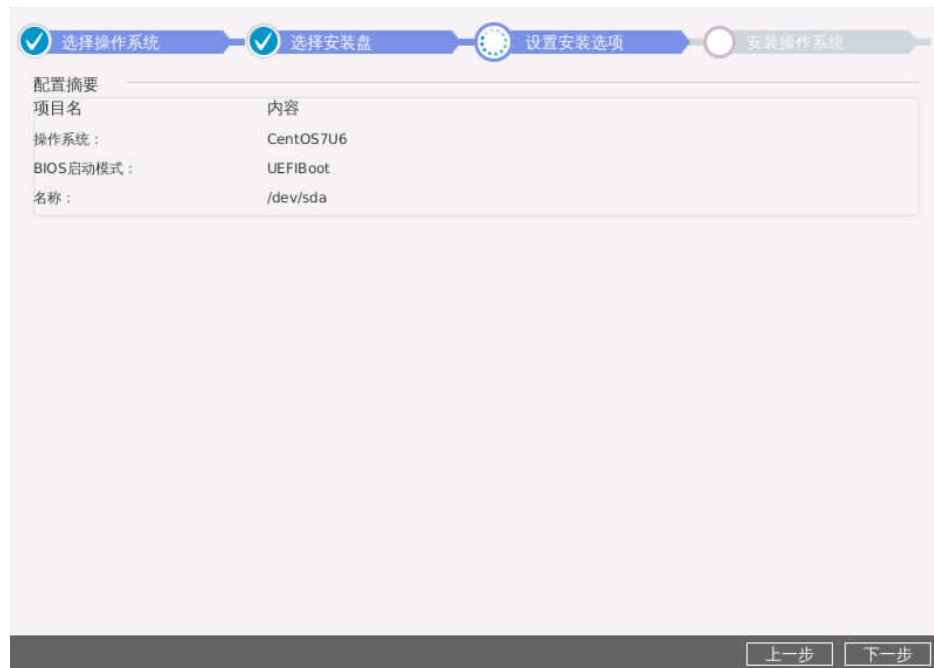 选择操作系统 选择安装盘 设置安装选项 安装操作系统
配置摘要
项目名 内容
操作系统： CentOS7U6
BIOS启动模式： UEFIBoot
名称： /dev/sda
上一步 下一步